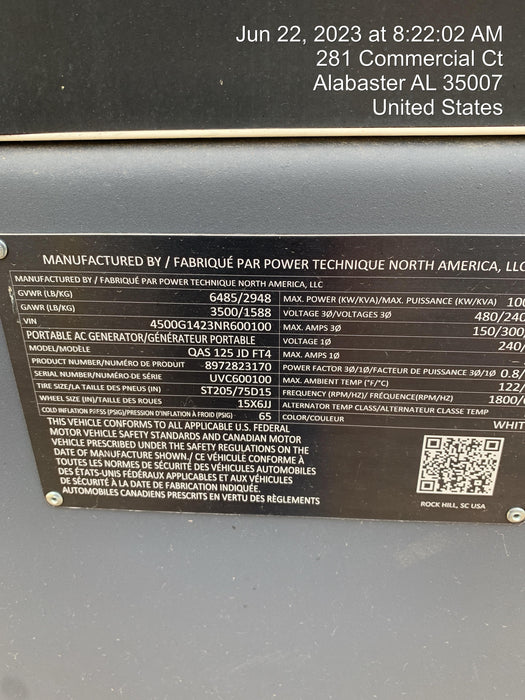 Jun 22, 2023 at 8:22:02 AM
281 Commercial Ct
Alabaster AL 35007
United States
MANUFACTURED BY / FABRIQUÉ PAR POWER TECHNIQUE NORTH AMERICA, LLC
MANUFACTURED BY / FABRIQUÉ PAR POWER TECHNIQUE NORTH AMERICA, LLC
GVWR (LB/KG) 6485/2948
GAWR (LB/KG) 3500/1588
VIN 4500G1423NR600100
PORTABLE AC GENERATOR/GÉNÉRATEUR PORTABLE
MODEL/MODÈLE QAS 125 JD FT4
PRODUCT NUMBER/NUMÉRO DE PRODUIT 8972823170
SERIAL NUMBER/NUMÉRO DE SÉRIE UVC600100
TIRE SIZE/LA TAILLE DES PNEUS (IN) ST205/75D15
WHEEL SIZE (IN)/TAILLE DES ROUES 15X6JJ
COLD INFLATION PRESS (PSIG)/PRESSION D'INFLATION À FROID (PSIG) 65
MAX. POWER (KW/KVA)/MAX. PUISSANCE (KW/KVA)
VOLTAGE 3Ø/VOLTAGES 3Ø 480/240
MAX. AMPS 3Ø 150/300
VOLTAGE 1Ø 240/
MAX. AMPS 1Ø
POWER FACTOR 3Ø/1Ø/FACTEUR DE PUISSANCE 3Ø/1Ø 0.8/
MAX. AMBIENT TEMP (°F/°C) 122/
FREQUENCY (RPM/HZ)/ FRÉQUENCE(RPM/HZ) 1800/
ALTERNATOR TEMP CLASS/ALTERNATEUR CLASSE TEMP
COLOR/COULEUR WHIT
THIS VEHICLE CONFORMS TO ALL APPLICABLE U.S. FEDERAL
MOTOR VEHICLE SAFETY STANDARDS AND CANADIAN MOTOR
VEHICLE PRESCRIBED UNDER THE SAFETY REGULATIONS ON THE
DATE OF MANUFACTURE SHOWN./ CE VÉHICULE CONFORME À
TOUTES LES NORMES DE SÉCURITÉ DES VÉHICULES AUTOMOBILES
DES ÉTATS-UNIS FÉDÉRAUX APPLICABLES ET AUX VÉHICULES
DE SÉCURITÉ À LA DATE DE FABRICATION INDIQUÉE.
AUTOMOBILES CANADIENS PRESCRITS EN VERTU DES RÈGLEMENTS
ROCK HILL, SC USA